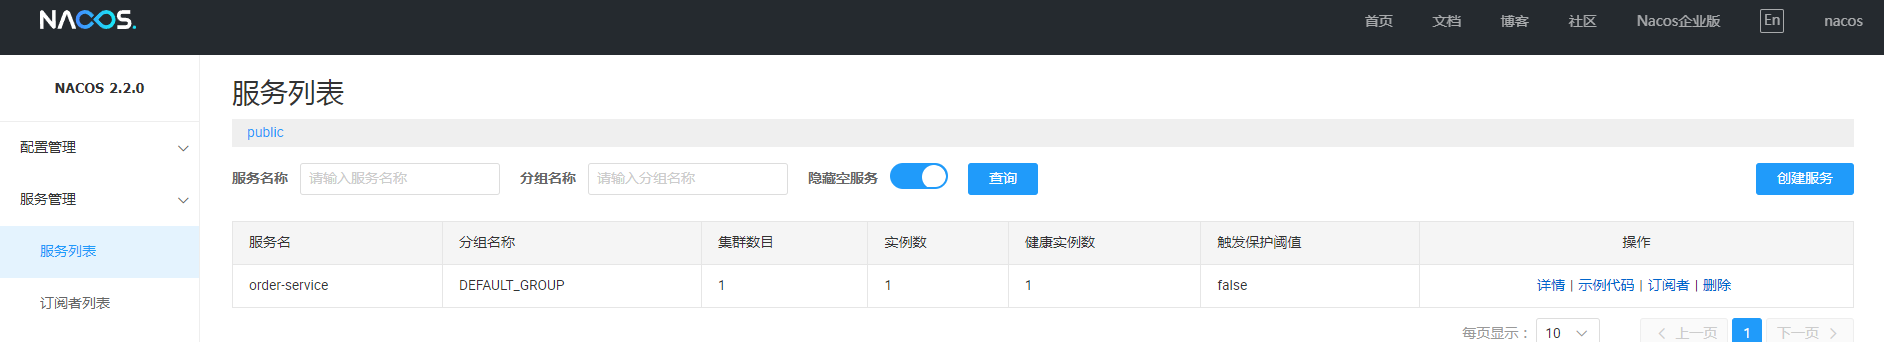 NACOS. 首页 文档 博客 社区 Nacos企业版 En nacos
NACOS 2.2.0
配置管理
服务管理
服务列表
订阅者列表
服务列表
public
服务名称 请输入服务名称 分组名称 请输入分组名称 隐藏空服务 查询 创建服务
服务名 分组名称 集群数目 实例数 健康实例数 触发保护阈值 操作
order-service DEFAULT_GROUP 1 1 1 false 详情 | 示例代码 | 订阅者 | 删除
每页显示： 10 上一页 1 下一页